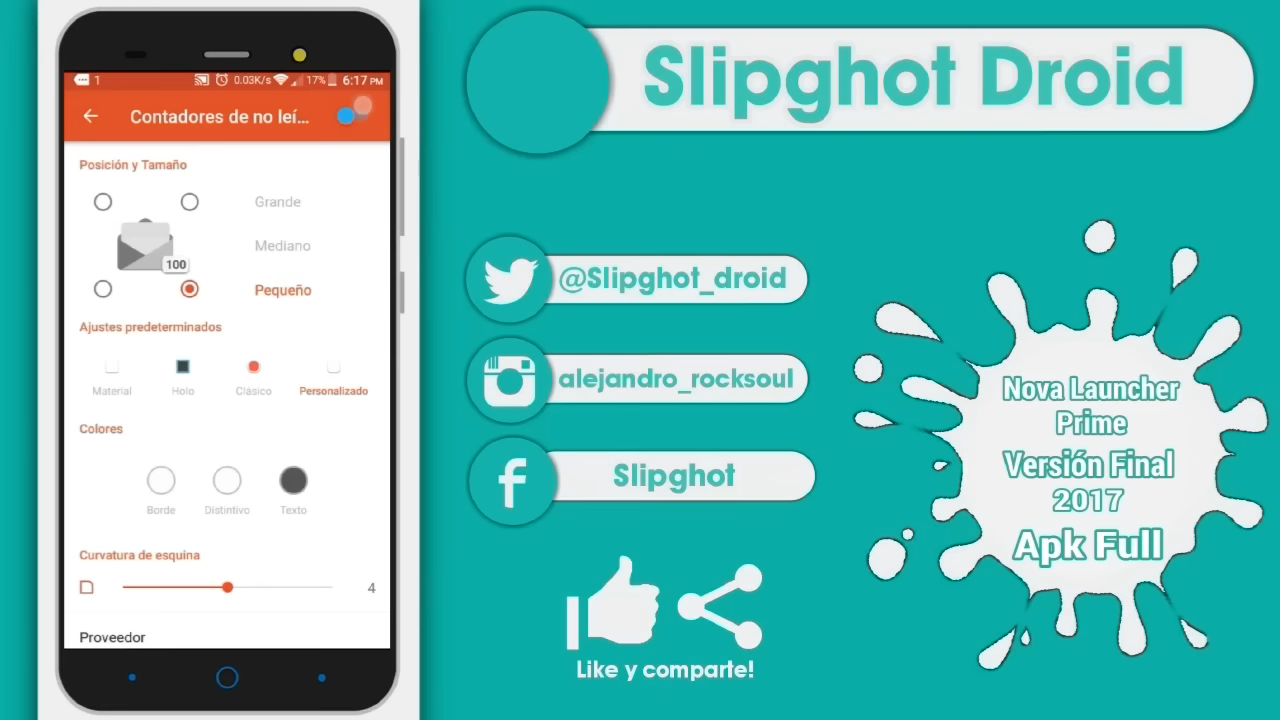 1
0.03K/s
17%
6:17 PM
Contadores de no leí...
Posición y Tamaño
Grande
Mediano
100
Pequeño
Ajustes predeterminados
Material
Holo
Clásico
Personalizado
Colores
Borde
Distintivo
Texto
Curvatura de esquina
4
Proveedor
Slipghot Droid
@Slipghot_droid
alejandro_rocksoul
f
Slipghot
Like y comparte!
Nova Launcher
Prime
Versión Final
2017
Apk Full